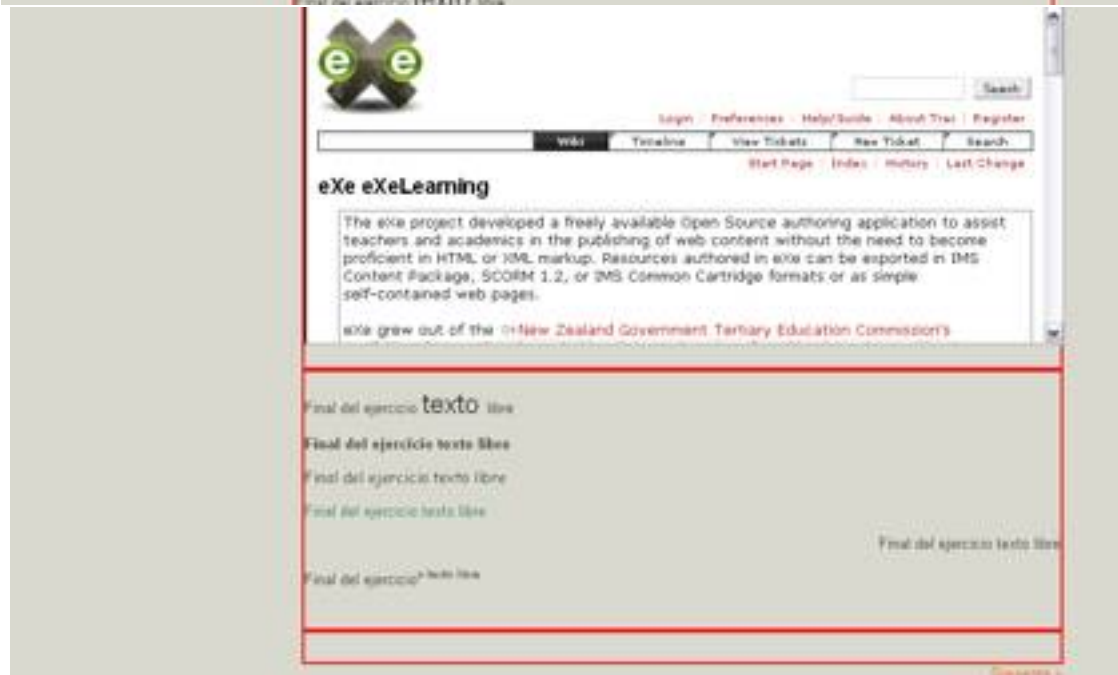 Final del ejercicio texto libre
e e
Search
Login Preferences Help/Guide About Trac Register
Wiki Timeline View Tickets New Ticket Search
Start Page Index History Last Change
eXe eXeLearning
The eXe project developed a freely available Open Source authoring application to assist
teachers and academics in the publishing of web content without the need to become
proficient in HTML or XML markup. Resources authored in eXe can be exported in IMS
Content Package, SCORM 1.2, or IMS Common Cartridge formats or as simple
self-contained web pages.
eXe grew out of the New Zealand Government Tertiary Education Commission's
Final del ejercicio texto libre
Final del ejercicio texto libre
Final del ejercicio texto libre
Final del ejercicio texto libre
Final del ejercicio texto libre
Final del ejercicio texto libre